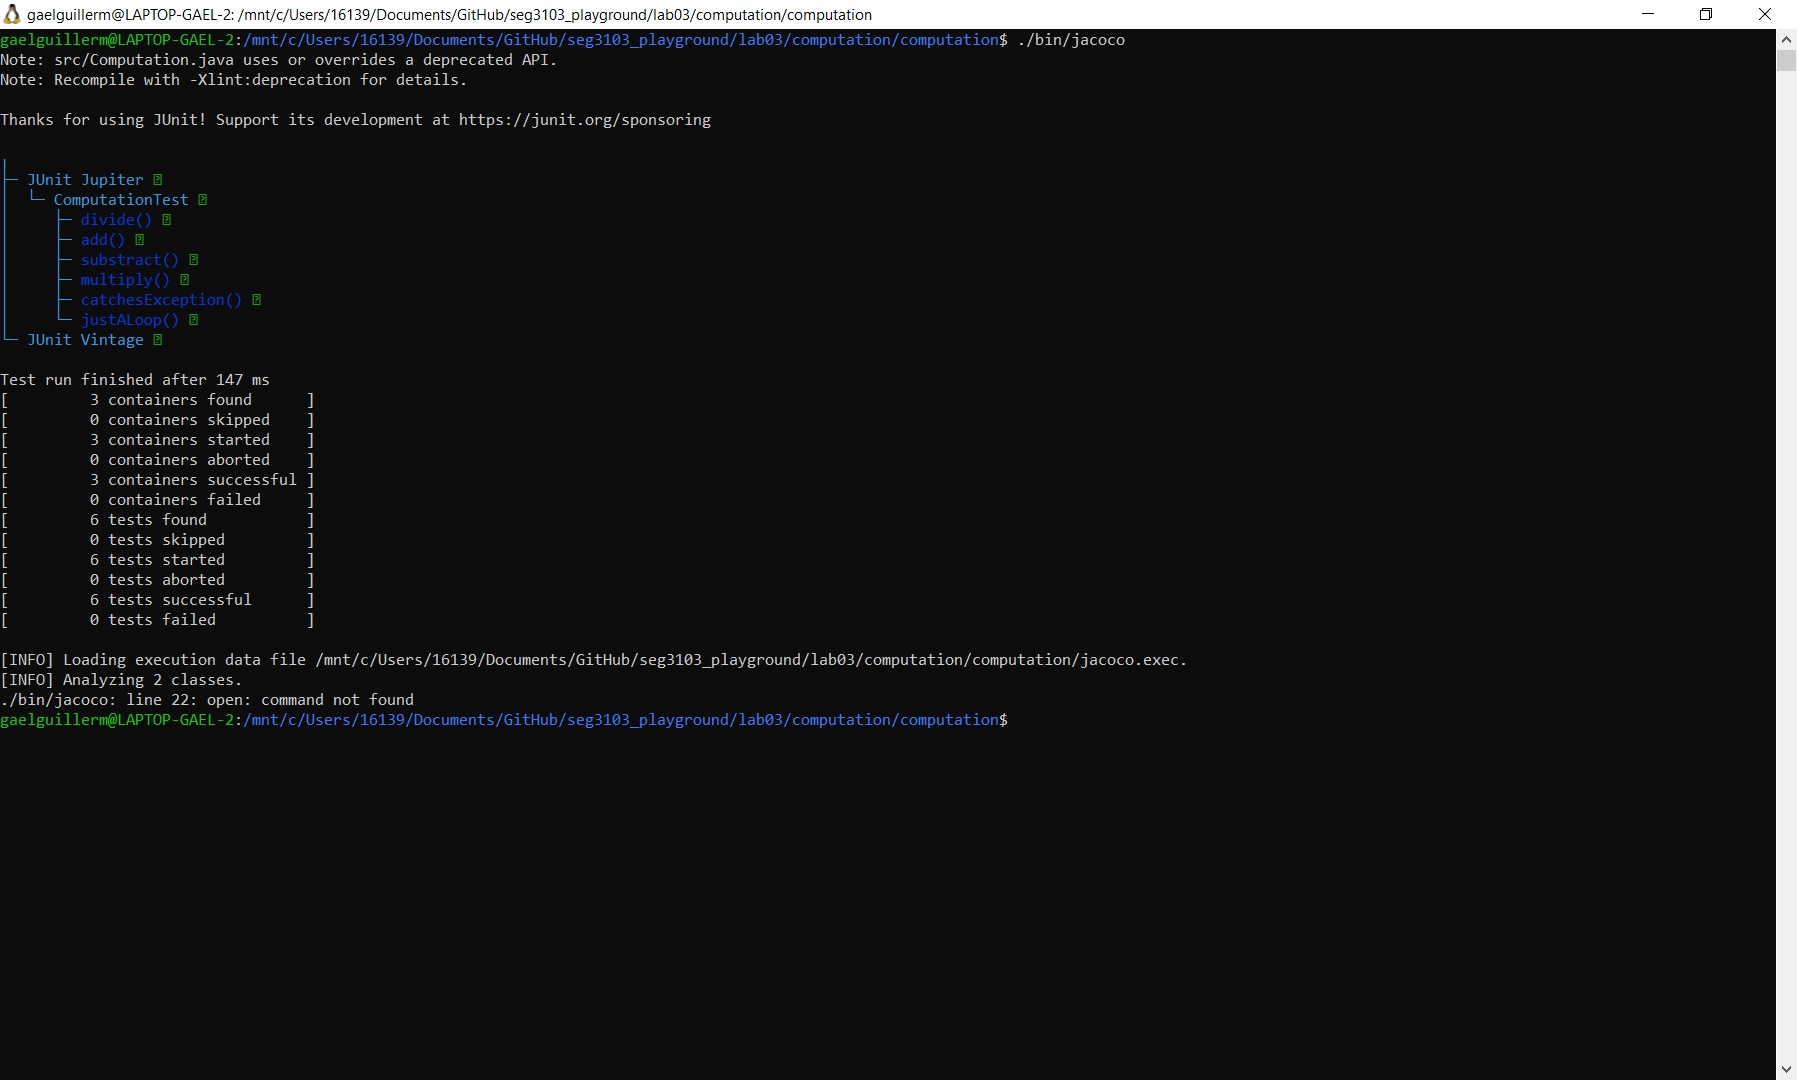 gaelguillerm@LAPTOP-GAEL-2: /mnt/c/Users/16139/Documents/GitHub/seg3103_playground/lab03/computation/computation
gaelguillerm@LAPTOP-GAEL-2:/mnt/c/Users/16139/Documents/GitHub/seg3103_playground/lab03/computation/computation$ ./bin/jacoco
Note: src/Computation.java uses or overrides a deprecated API.
Note: Recompile with -Xlint:deprecation for details.
Thanks for using JUnit! Support its development at https://junit.org/sponsoring
├─ JUnit Jupiter
│  └─ ComputationTest
│     ├─ divide()
│     ├─ add()
│     ├─ substract()
│     ├─ multiply()
│     ├─ catchesException()
│     └─ justALoop()
└─ JUnit Vintage
Test run finished after 147 ms
[         3 containers found      ]
[         0 containers skipped    ]
[         3 containers started    ]
[         0 containers aborted    ]
[         3 containers successful ]
[         0 containers failed     ]
[         6 tests found           ]
[         0 tests skipped         ]
[         6 tests started         ]
[         0 tests aborted         ]
[         6 tests successful      ]
[         0 tests failed          ]
[INFO] Loading execution data file /mnt/c/Users/16139/Documents/GitHub/seg3103_playground/lab03/computation/computation/jacoco.exec.
[INFO] Analyzing 2 classes.
./bin/jacoco: line 22: open: command not found
gaelguillerm@LAPTOP-GAEL-2:/mnt/c/Users/16139/Documents/GitHub/seg3103_playground/lab03/computation/computation$